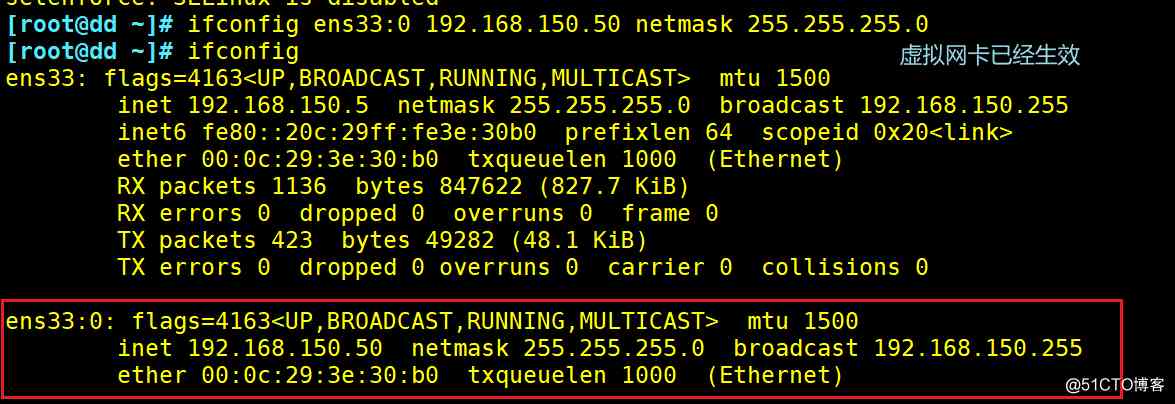 setenforce: SELinux is disabled
[root@dd ~]# ifconfig ens33:0 192.168.150.50 netmask 255.255.255.0
[root@dd ~]# ifconfig
虚拟网卡已经生效
ens33: flags=4163<UP,BROADCAST,RUNNING,MULTICAST>  mtu 1500
        inet 192.168.150.5  netmask 255.255.255.0  broadcast 192.168.150.255
        inet6 fe80::20c:29ff:fe3e:30b0  prefixlen 64  scopeid 0x20<link>
        ether 00:0c:29:3e:30:b0  txqueuelen 1000  (Ethernet)
        RX packets 1136  bytes 847622 (827.7 KiB)
        RX errors 0  dropped 0  overruns 0  frame 0
        TX packets 423  bytes 49282 (48.1 KiB)
        TX errors 0  dropped 0 overruns 0  carrier 0  collisions 0
ens33:0: flags=4163<UP,BROADCAST,RUNNING,MULTICAST>  mtu 1500
        inet 192.168.150.50  netmask 255.255.255.0  broadcast 192.168.150.255
        ether 00:0c:29:3e:30:b0  txqueuelen 1000  (Ethernet)
@51CTO博客